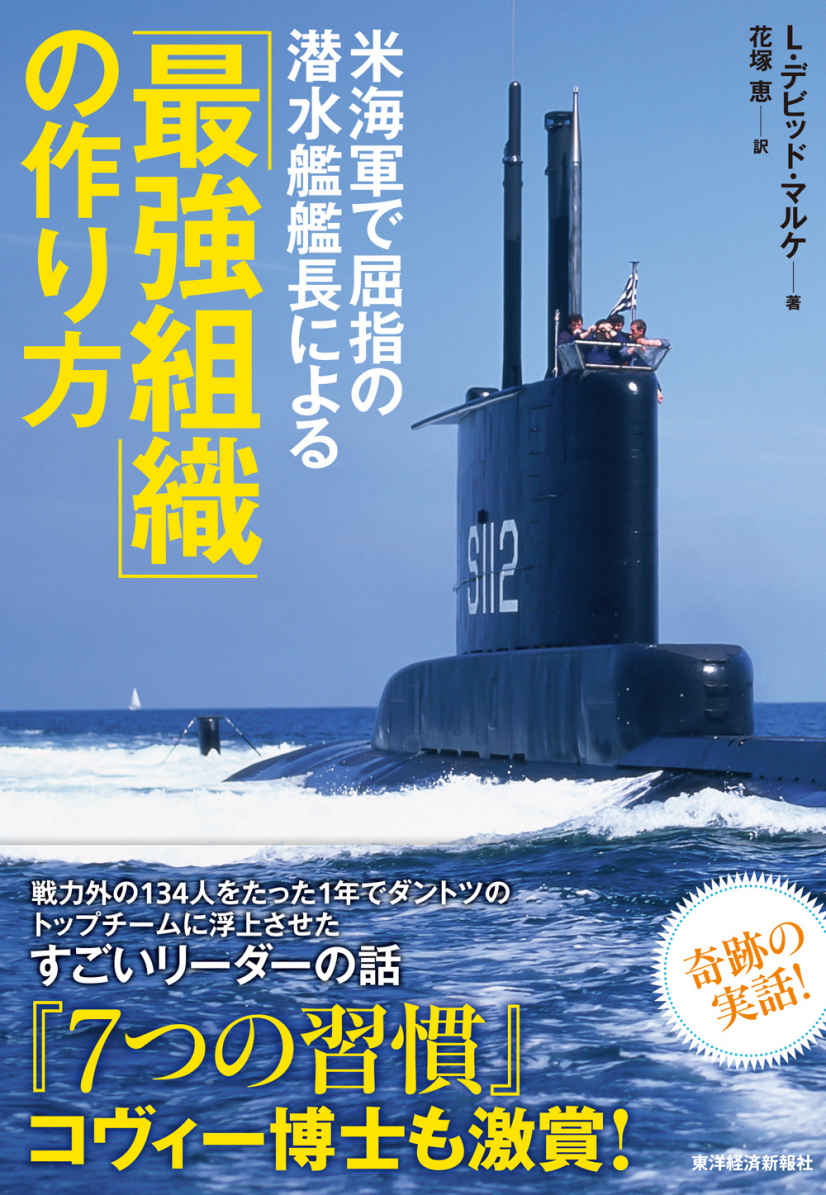 L・デビッド・マルケ──著
花塚 恵──訳
米海軍で屈指の
潜水艦艦長による
「最強組織」
の作り方
S112
戦力外の134人をたった1年でダントツの
トップチームに浮上させた
すごいリーダーの話
『7つの習慣』
コヴィー博士も激賞!
奇跡の
実話!
東洋経済新報社